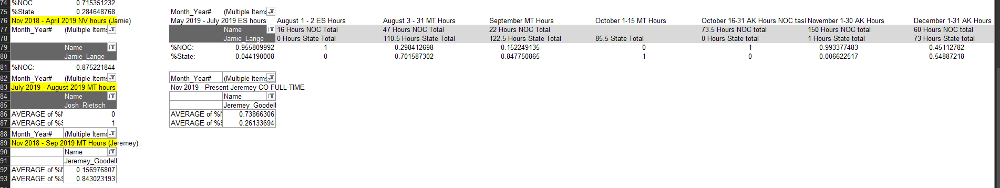 74 %NOC 0.715351232
75 %State 0.284648768 Month_Year# (Multiple Items
76 Nov 2018 - April 2019 NV hours (Jamie) May 2019 - July 2019 ES hours August 1 - 2 ES Hours August 3 - 31 MT Hours September MT Hours October 1-15 MT Hours October 16-31 AK Hours NOC tasl November 1-30 AK Hours December 1-31 AK Hours
77 Month_Year# (Multiple Items Name 16 Hours NOC Total 47 Hours NOC Total 22 Hours NOC Total 73.5 Hours NOC total 150 Hours NOC total 60 Hours NOC total
78 Jamie_Lange 0 Hours State Total 110.5 Hours State Total 122.5 Hours State Total 85.5 State Total 0 Hours State total 1 Hours State total 73 Hours State total
79 Name %NOC: 0.955809992 1 0.298412698 0.152249135 0 1 0.993377483 0.45112782
80 Jamie_Lange %State: 0.044190008 0 0.701587302 0.847750865 1 0 0.006622517 0.54887218
81 %NOC: 0.875221844
82 Month_Year# (Multiple Items Month_Year# (Multiple Items
83 July 2019 - August 2019 MT hours Nov 2019 - Present Jeremey CO FULL-TIME
84 Name Name
85 Josh_Rietsch Jeremey_Goodell
86 AVERAGE of %N 0 AVERAGE of %N 0.73866306
87 AVERAGE of %S 1 AVERAGE of %S 0.26133694
88 Month_Year# (Multiple Items
89 Nov 2018 - Sep 2019 MT Hours (Jeremey)
90 Name
91 Jeremey_Goodell
92 AVERAGE of %N 0.156976807
93 AVERAGE of %S 0.843023193